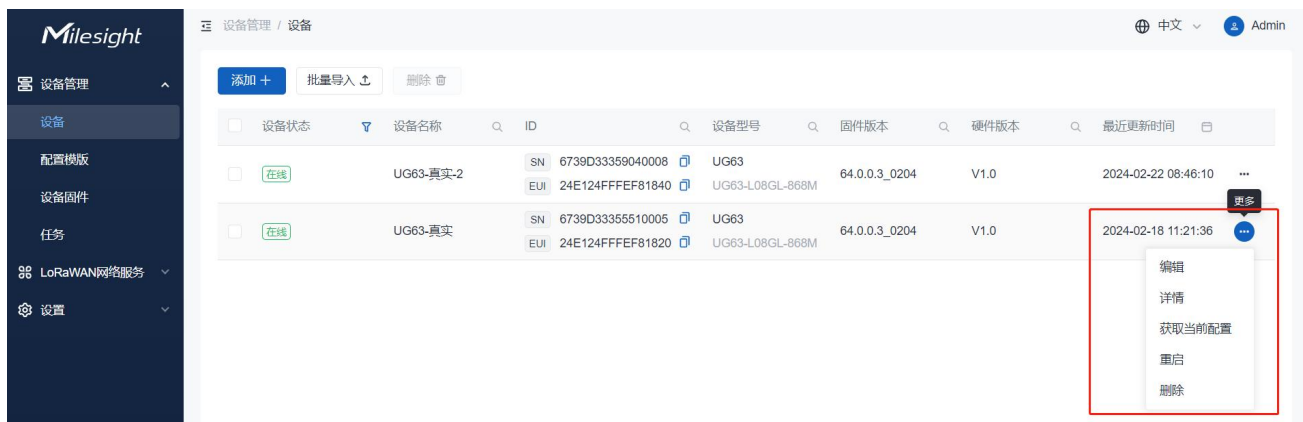 Milesight
设备管理 / 设备
中文
Admin
设备管理
设备
配置模版
设备固件
任务
LoRaWAN网络服务
设置
添加
批量导入
删除
设备状态 设备名称 ID 设备型号 固件版本 硬件版本 最近更新时间
在线 UG63-真实-2 SN 6739D33359040008 UG63 64.0.0.3_0204 V1.0 2024-02-22 08:46:10
EUI 24E124FFFEF81840 UG63-L08GL-868M
更多
在线 UG63-真实 SN 6739D33355510005 UG63 64.0.0.3_0204 V1.0 2024-02-18 11:21:36
EUI 24E124FFFEF81820 UG63-L08GL-868M
编辑
详情
获取当前配置
重启
删除